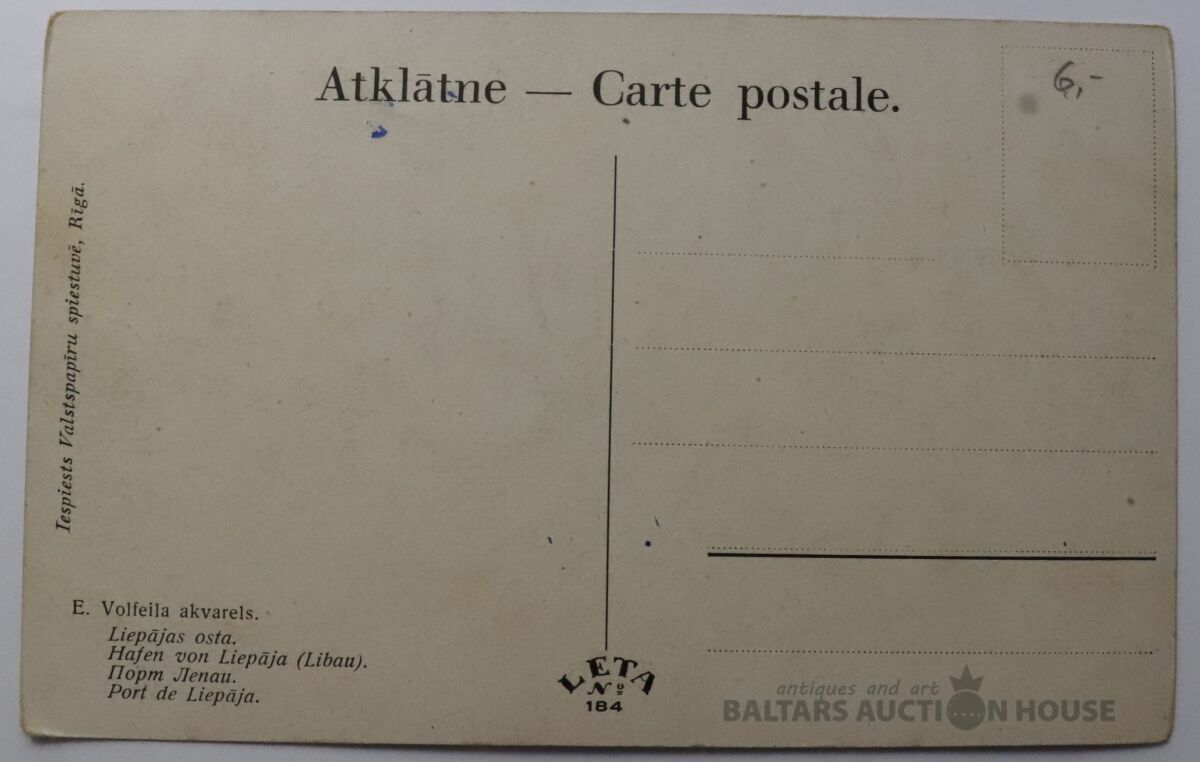 Atklātne — Carte postale.
6,-
Iespiests Valstspapīru spiestuvē, Rīgā.
E. Volfeila akvarels.
Liepājas osta.
Hafen von Liepāja (Libau).
Порт Лепаи.
Port de Liepāja.
LETA
№
184
antiques and art
BALTARS AUCTION HOUSE